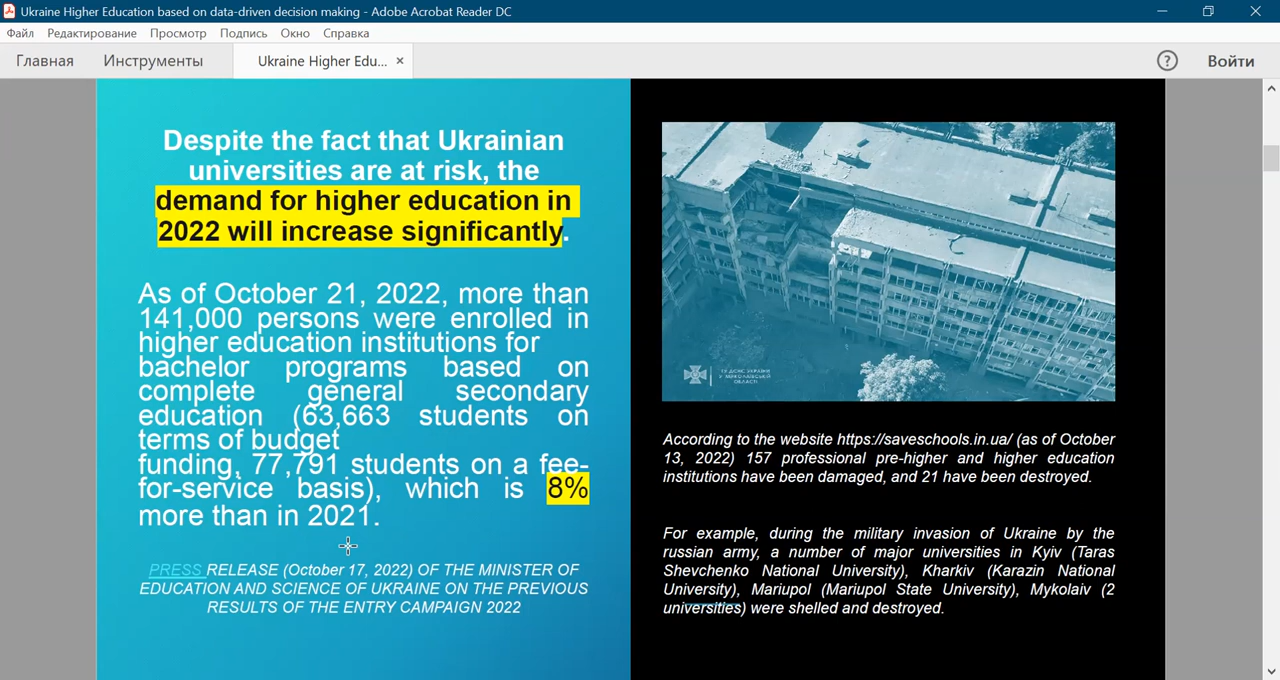 Ukraine Higher Education based on data-driven decision making - Adobe Acrobat Reader DC
Файл Редактирование Просмотр Подпись Окно Справка
Главная Инструменты Ukraine Higher Edu... × ? Войти
Despite the fact that Ukrainian
universities are at risk, the
demand for higher education in
2022 will increase significantly.
As of October 21, 2022, more than
141,000 persons were enrolled in
higher education institutions for
bachelor programs based on
complete general secondary
education (63,663 students on
terms of budget
funding, 77,791 students on a fee-
for-service basis), which is 8%
more than in 2021.
PRESS RELEASE (October 17, 2022) OF THE MINISTER OF
EDUCATION AND SCIENCE OF UKRAINE ON THE PREVIOUS
RESULTS OF THE ENTRY CAMPAIGN 2022
ГУ ДСНС УКРАЇНИ
У МИКОЛАЇВСЬКІЙ
ОБЛАСТІ
According to the website https://saveschools.in.ua/ (as of October
13, 2022) 157 professional pre-higher and higher education
institutions have been damaged, and 21 have been destroyed.
For example, during the military invasion of Ukraine by the
russian army, a number of major universities in Kyiv (Taras
Shevchenko National University), Kharkiv (Karazin National
University), Mariupol (Mariupol State University), Mykolaiv (2
universities) were shelled and destroyed.